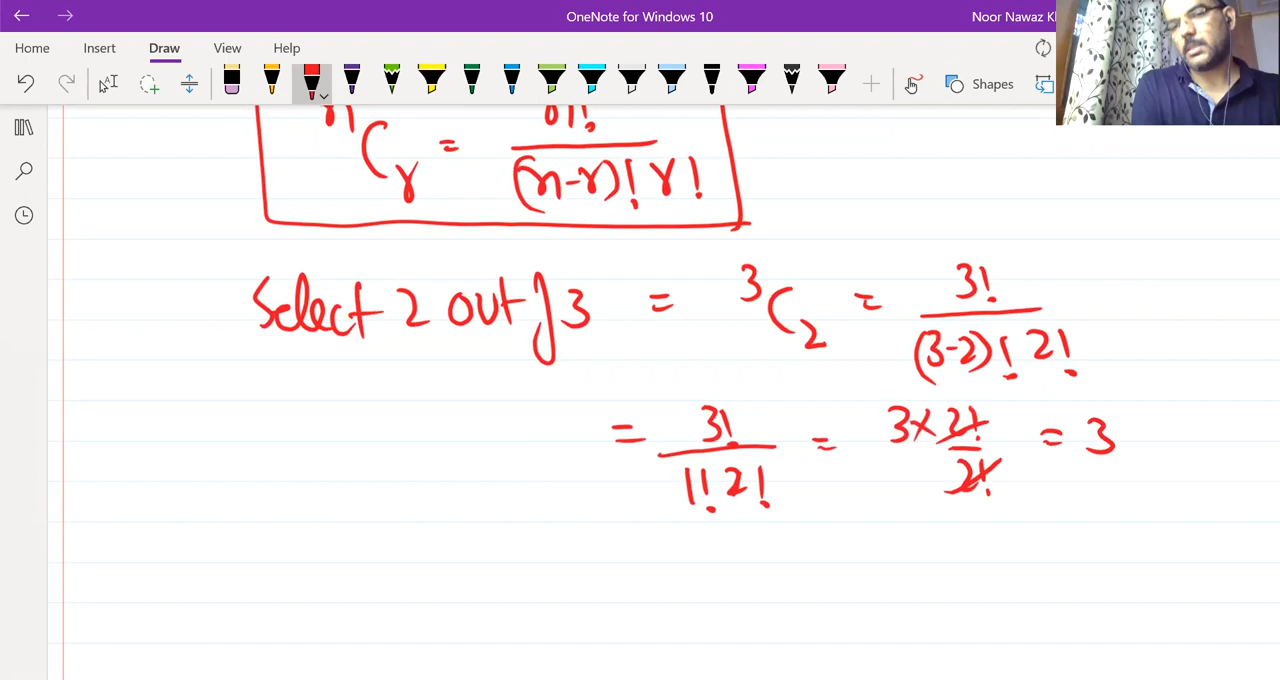 OneNote for Windows 10
Noor Nawaz Kh
Home Insert Draw View Help
Shapes
ⁿCᵣ = n! / (n-r)! r!
Select 2 out of 3 = ³C₂ = 3! / (3-2)! 2!
= 3! / 1! 2! = 3 × 2! / 2! = 3